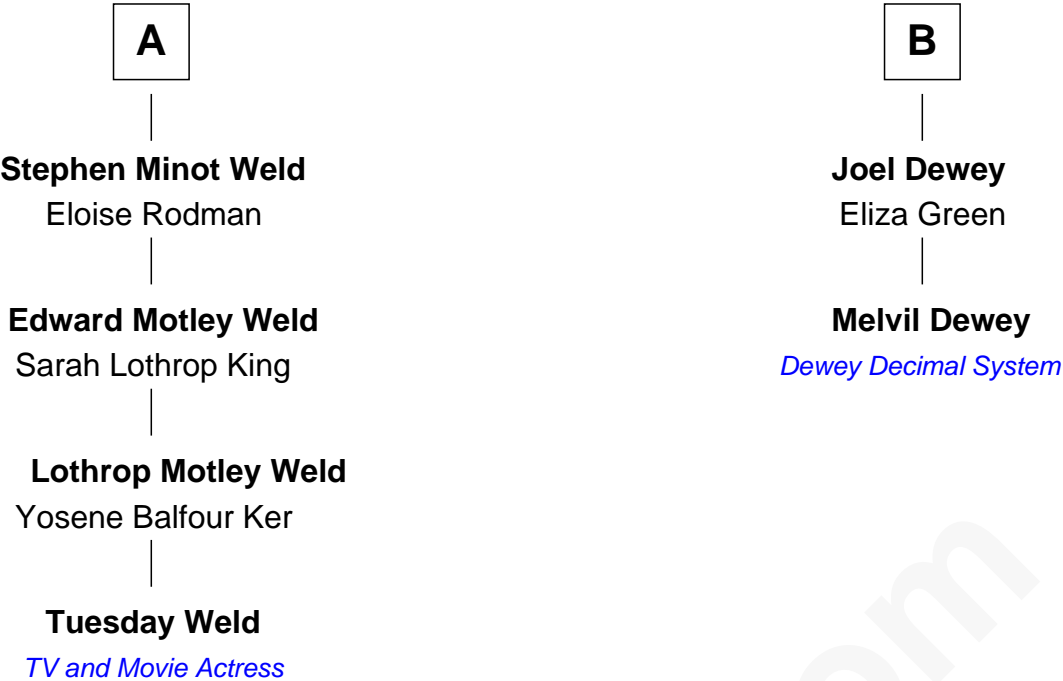 A
Stephen Minot Weld
Eloise Rodman
Edward Motley Weld
Sarah Lothrop King
Lothrop Motley Weld
Yosene Balfour Ker
Tuesday Weld
TV and Movie Actress
B
Joel Dewey
Eliza Green
Melvil Dewey
Dewey Decimal System
om